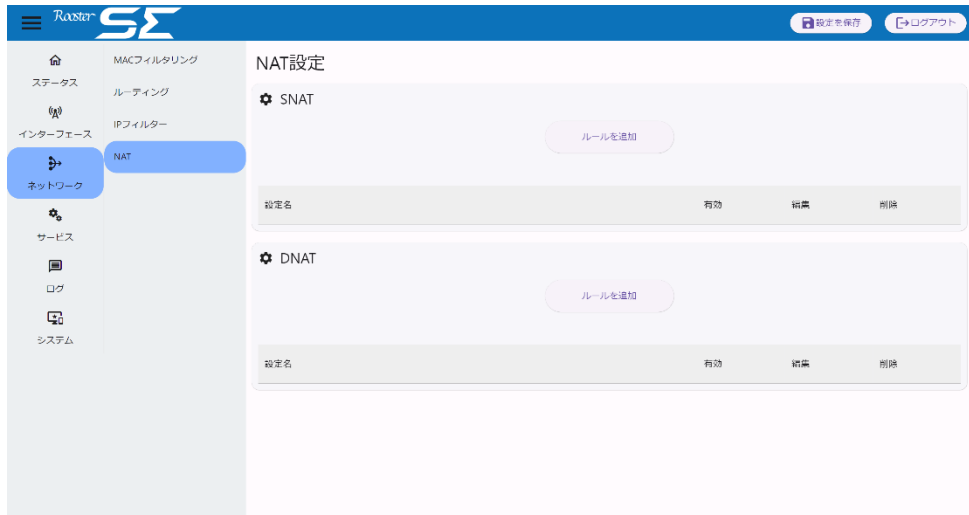 Rooster SE
設定を保存
ログアウト
ステータス
インターフェース
ネットワーク
サービス
ログ
システム
MACフィルタリング
ルーティング
IPフィルター
NAT
NAT設定
SNAT
ルールを追加
設定名 有効 編集 削除
DNAT
ルールを追加
設定名 有効 編集 削除